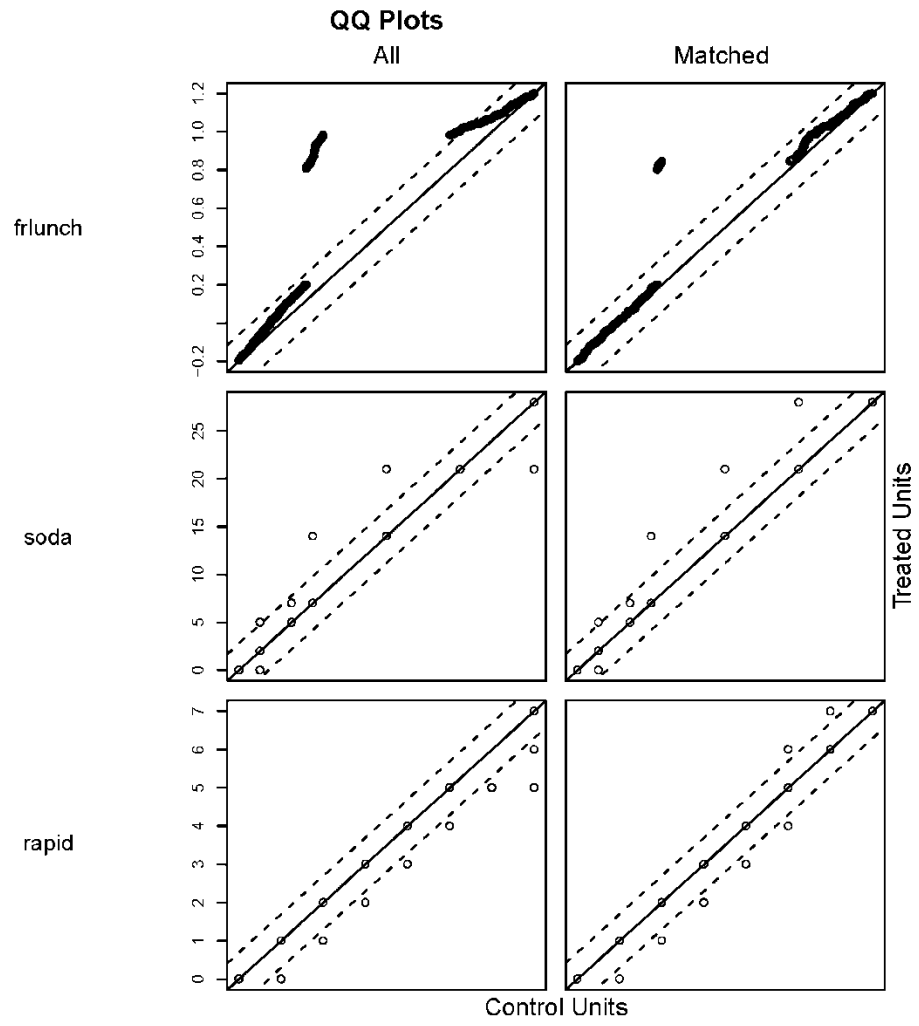 QQ Plots
All Matched
frlunch
-0.2 0.2 0.4 0.6 0.8 1.0 1.2
soda
0 5 10 15 20 25
rapid
0 1 2 3 4 5 6 7
Treated Units
Control Units